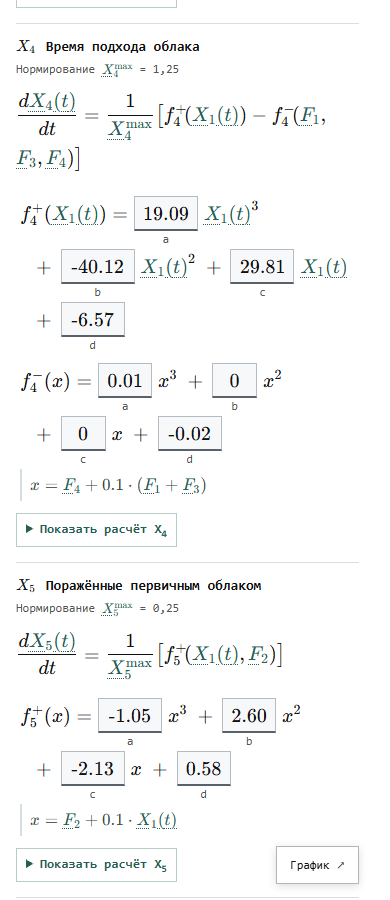 X₄ Время подхода облака
Нормирование X₄ᵐᵃˣ = 1,25
dX₄(t)/dt = 1/X₄ᵐᵃˣ [f₄⁺(X₁(t)) − f₄⁻(F₁,
F₃, F₄)]
f₄⁺(X₁(t)) = 19.09 X₁(t)³
a
+ -40.12 X₁(t)² + 29.81 X₁(t)
b c
+ -6.57
d
f₄⁻(x) = 0.01 x³ + 0 x²
a b
+ 0 x + -0.02
c d
x = F₄ + 0.1 · (F₁ + F₃)
▶ Показать расчёт X₄
X₅ Поражённые первичным облаком
Нормирование X₅ᵐᵃˣ = 0,25
dX₅(t)/dt = 1/X₅ᵐᵃˣ [f₅⁺(X₁(t), F₂)]
f₅⁺(x) = -1.05 x³ + 2.60 x²
a b
+ -2.13 x + 0.58
c d
x = F₂ + 0.1 · X₁(t)
▶ Показать расчёт X₅
График ↗